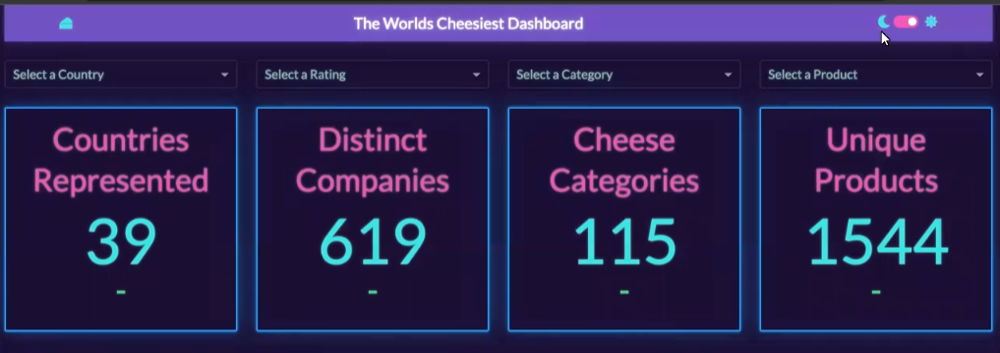 The Worlds Cheesiest Dashboard
Select a Country
Select a Rating
Select a Category
Select a Product
Countries
Represented
39
-
Distinct
Companies
619
-
Cheese
Categories
115
-
Unique
Products
1544
-